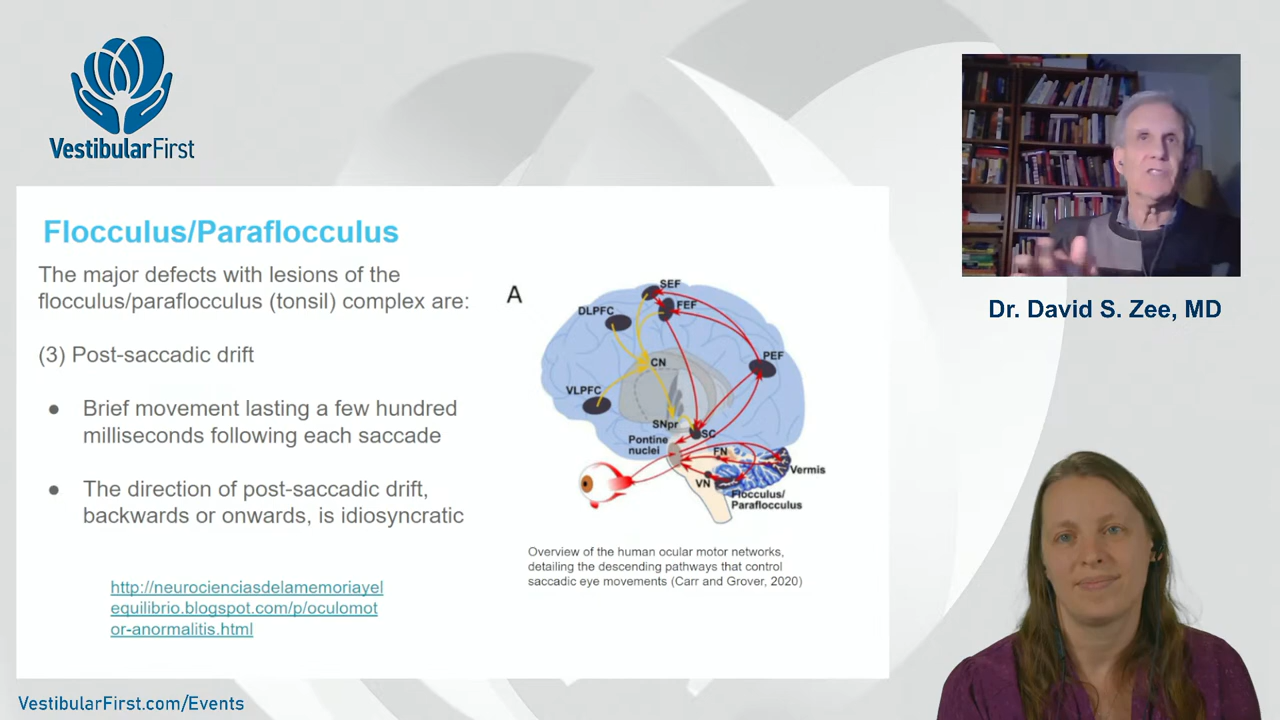 VestibularFirst
Flocculus/Paraflocculus
The major defects with lesions of the
flocculus/paraflocculus (tonsil) complex are:
(3) Post-saccadic drift
● Brief movement lasting a few hundred
milliseconds following each saccade
● The direction of post-saccadic drift,
backwards or onwards, is idiosyncratic
http://neurocienciasdelamemoriayel
equilibrio.blogspot.com/p/oculomot
or-anormalitis.html
A
SEF
FEF
DLPFC
PEF
CN
VLPFC
SNpr
SC
Pontine
nuclei
FN
Vermis
VN
Flocculus/
Paraflocculus
Overview of the human ocular motor networks,
detailing the descending pathways that control
saccadic eye movements (Carr and Grover, 2020)
Dr. David S. Zee, MD
VestibularFirst.com/Events